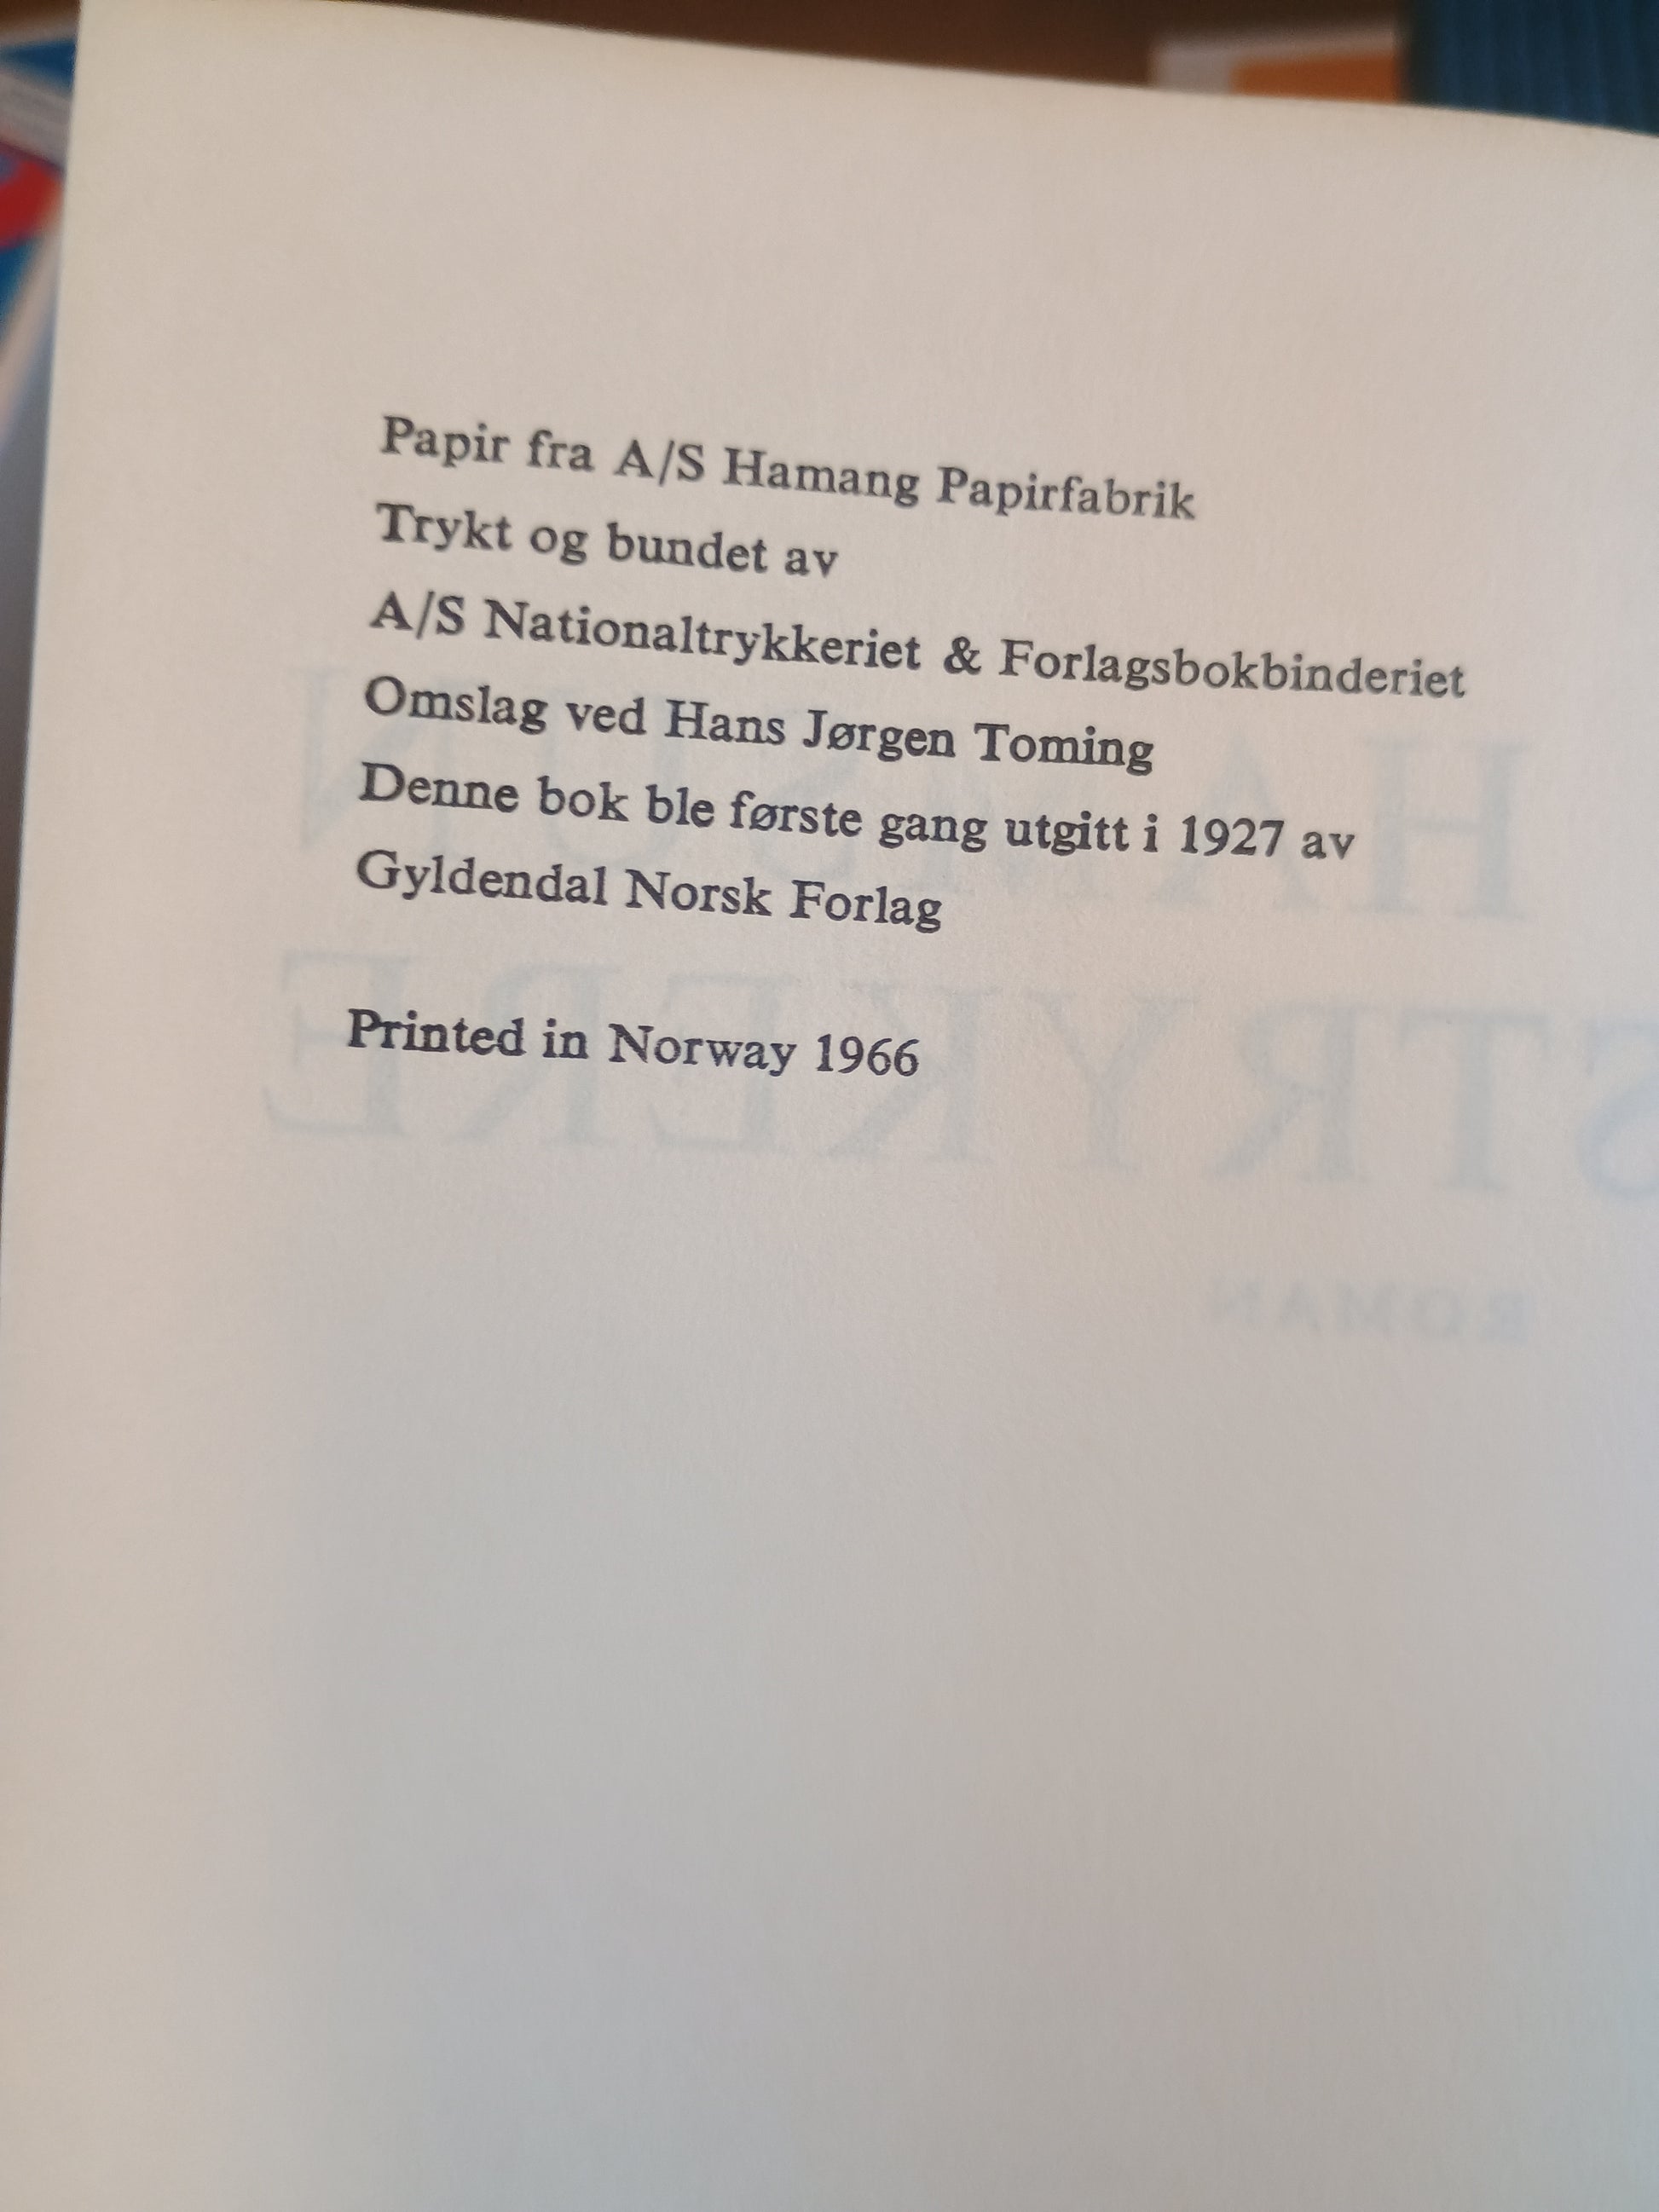 Papir fra A/S Hamang Papirfabrik
Trykt og bundet av
A/S Nationaltrykkeriet & Forlagsbokbinderiet
Omslag ved Hans Jørgen Toming
Denne bok ble første gang utgitt i 1927 av
Gyldendal Norsk Forlag
Printed in Norway 1966
ROMAN